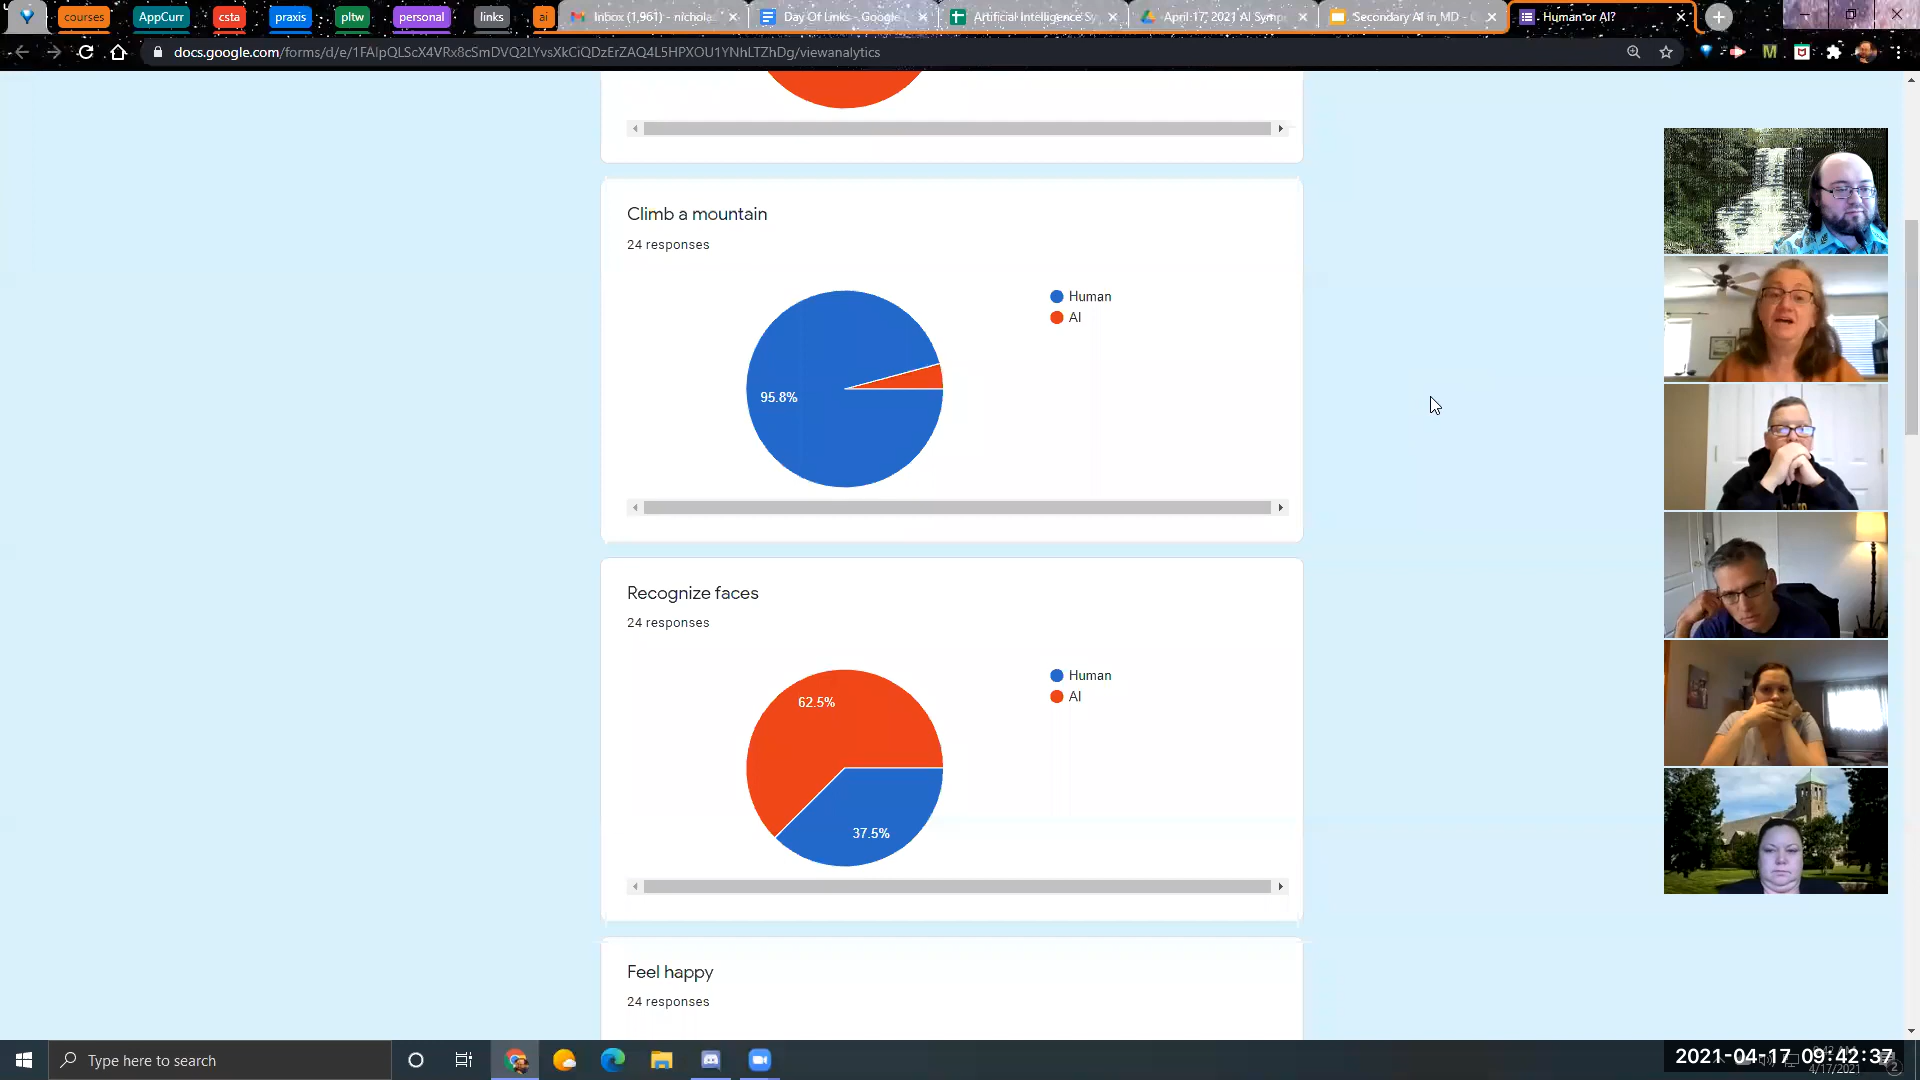 courses
AppCurr
csta
praxis
pltw
personal
links
ai
Inbox (1,961) - nichola
Day Of Links - Google
Artificial Intelligence Sy
April 17, 2021 AI Symp
Secondary AI in MD -
Human or AI?
docs.google.com/forms/d/e/1FAIpQLScX4VRx8cSmDVQ2LYvsXkCiQDzErZAQ4L5HPXOU1YNhLTZhDg/viewanalytics
Climb a mountain
24 responses
Human
AI
95.8%
Recognize faces
24 responses
Human
AI
62.5%
37.5%
Feel happy
24 responses
Type here to search
2021-04-17 09:42:37
4/17/2021